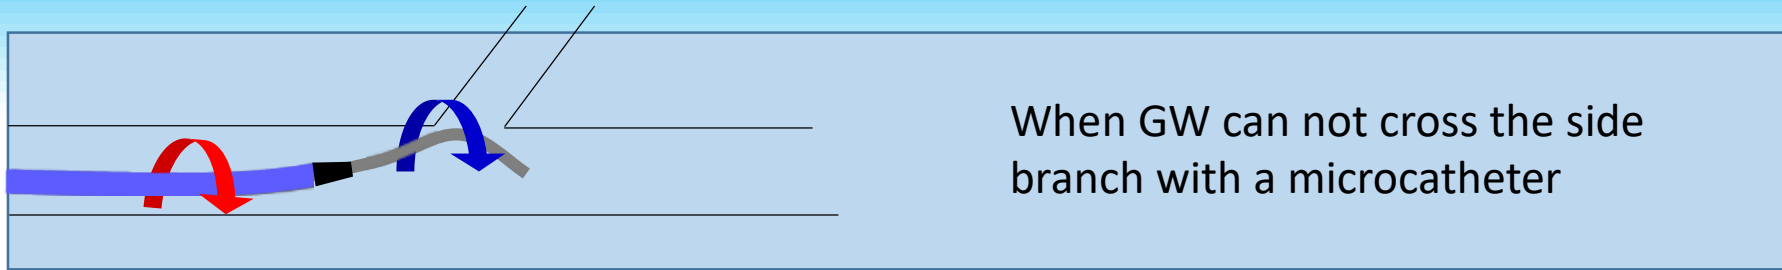 When GW can not cross the side
branch with a microcatheter